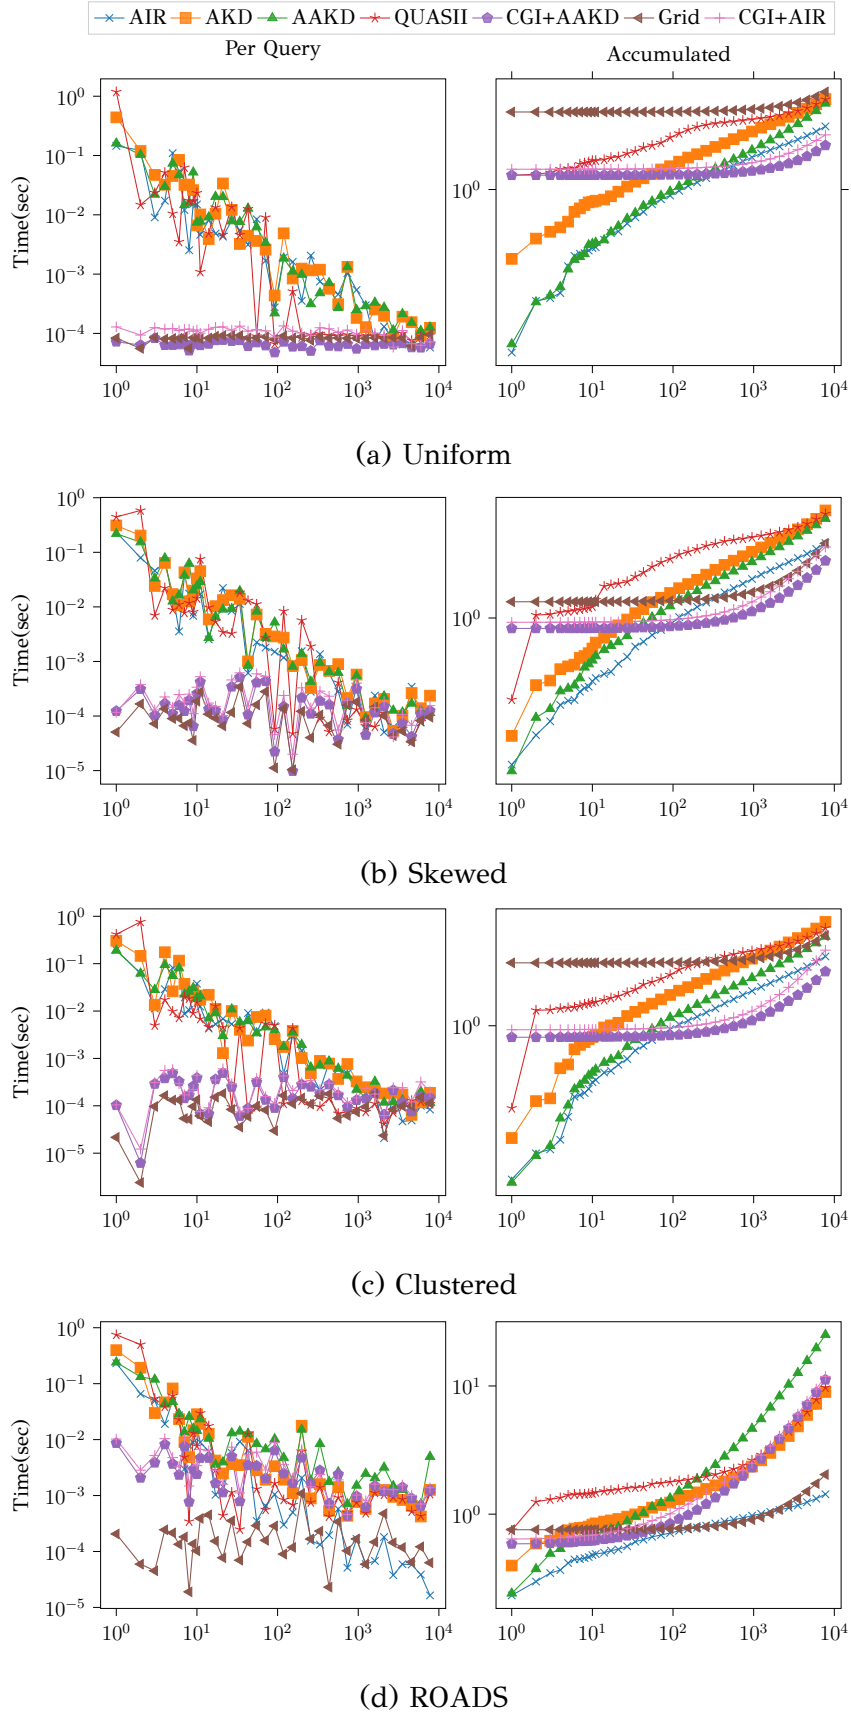 AIR AKD AAKD QUASII CGI+AAKD Grid CGI+AIR
Per Query Accumulated
Time(sec)
10^0
10^-1
10^-2
10^-3
10^-4
10^0 10^1 10^2 10^3 10^4
10^0
10^0 10^1 10^2 10^3 10^4
(a) Uniform
Time(sec)
10^0
10^-1
10^-2
10^-3
10^-4
10^-5
10^0 10^1 10^2 10^3 10^4
10^0
10^0 10^1 10^2 10^3 10^4
(b) Skewed
Time(sec)
10^0
10^-1
10^-2
10^-3
10^-4
10^-5
10^0 10^1 10^2 10^3 10^4
10^0
10^0 10^1 10^2 10^3 10^4
(c) Clustered
Time(sec)
10^0
10^-1
10^-2
10^-3
10^-4
10^-5
10^0 10^1 10^2 10^3 10^4
10^1
10^0
10^0 10^1 10^2 10^3 10^4
(d) ROADS